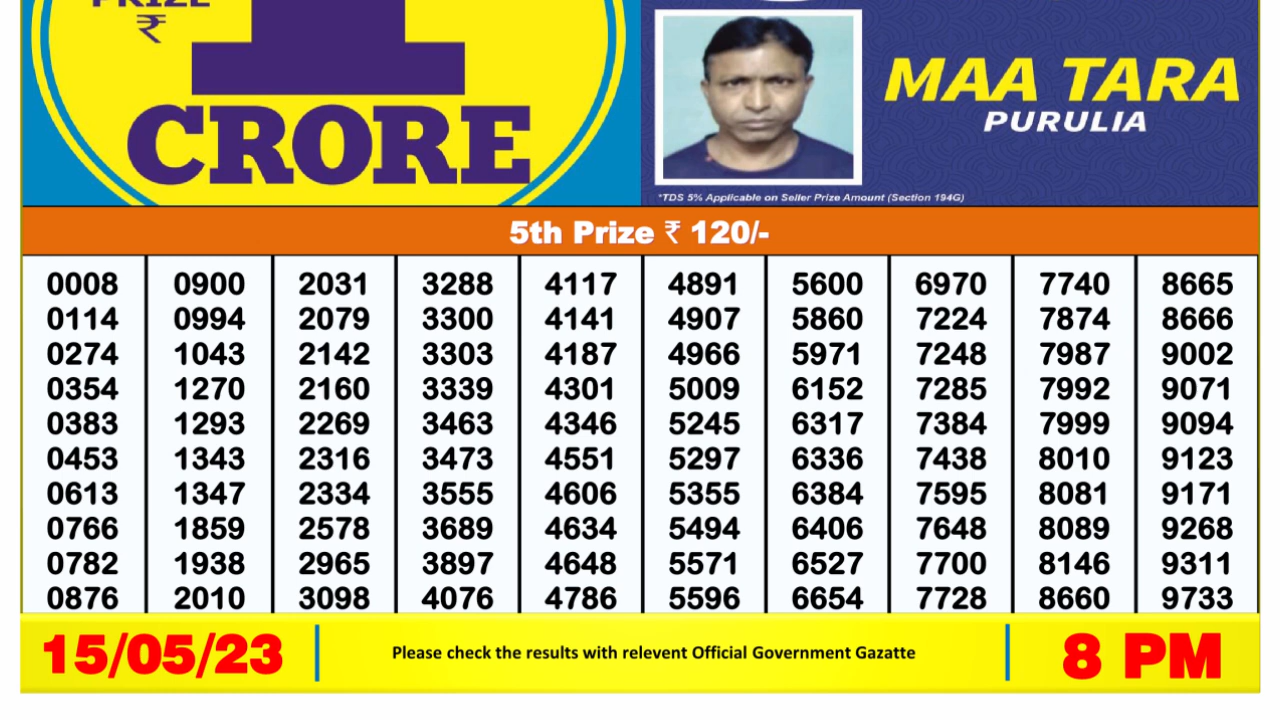 PRIZE
₹
1
CRORE
MAA TARA
PURULIA
*TDS 5% Applicable on Seller Prize Amount (Section 194G)
5th Prize ₹ 120/-
0008 0900 2031 3288 4117 4891 5600 6970 7740 8665
0114 0994 2079 3300 4141 4907 5860 7224 7874 8666
0274 1043 2142 3303 4187 4966 5971 7248 7987 9002
0354 1270 2160 3339 4301 5009 6152 7285 7992 9071
0383 1293 2269 3463 4346 5245 6317 7384 7999 9094
0453 1343 2316 3473 4551 5297 6336 7438 8010 9123
0613 1347 2334 3555 4606 5355 6384 7595 8081 9171
0766 1859 2578 3689 4634 5494 6406 7648 8089 9268
0782 1938 2965 3897 4648 5571 6527 7700 8146 9311
0876 2010 3098 4076 4786 5596 6654 7728 8660 9733
15/05/23 Please check the results with relevent Official Government Gazatte 8 PM